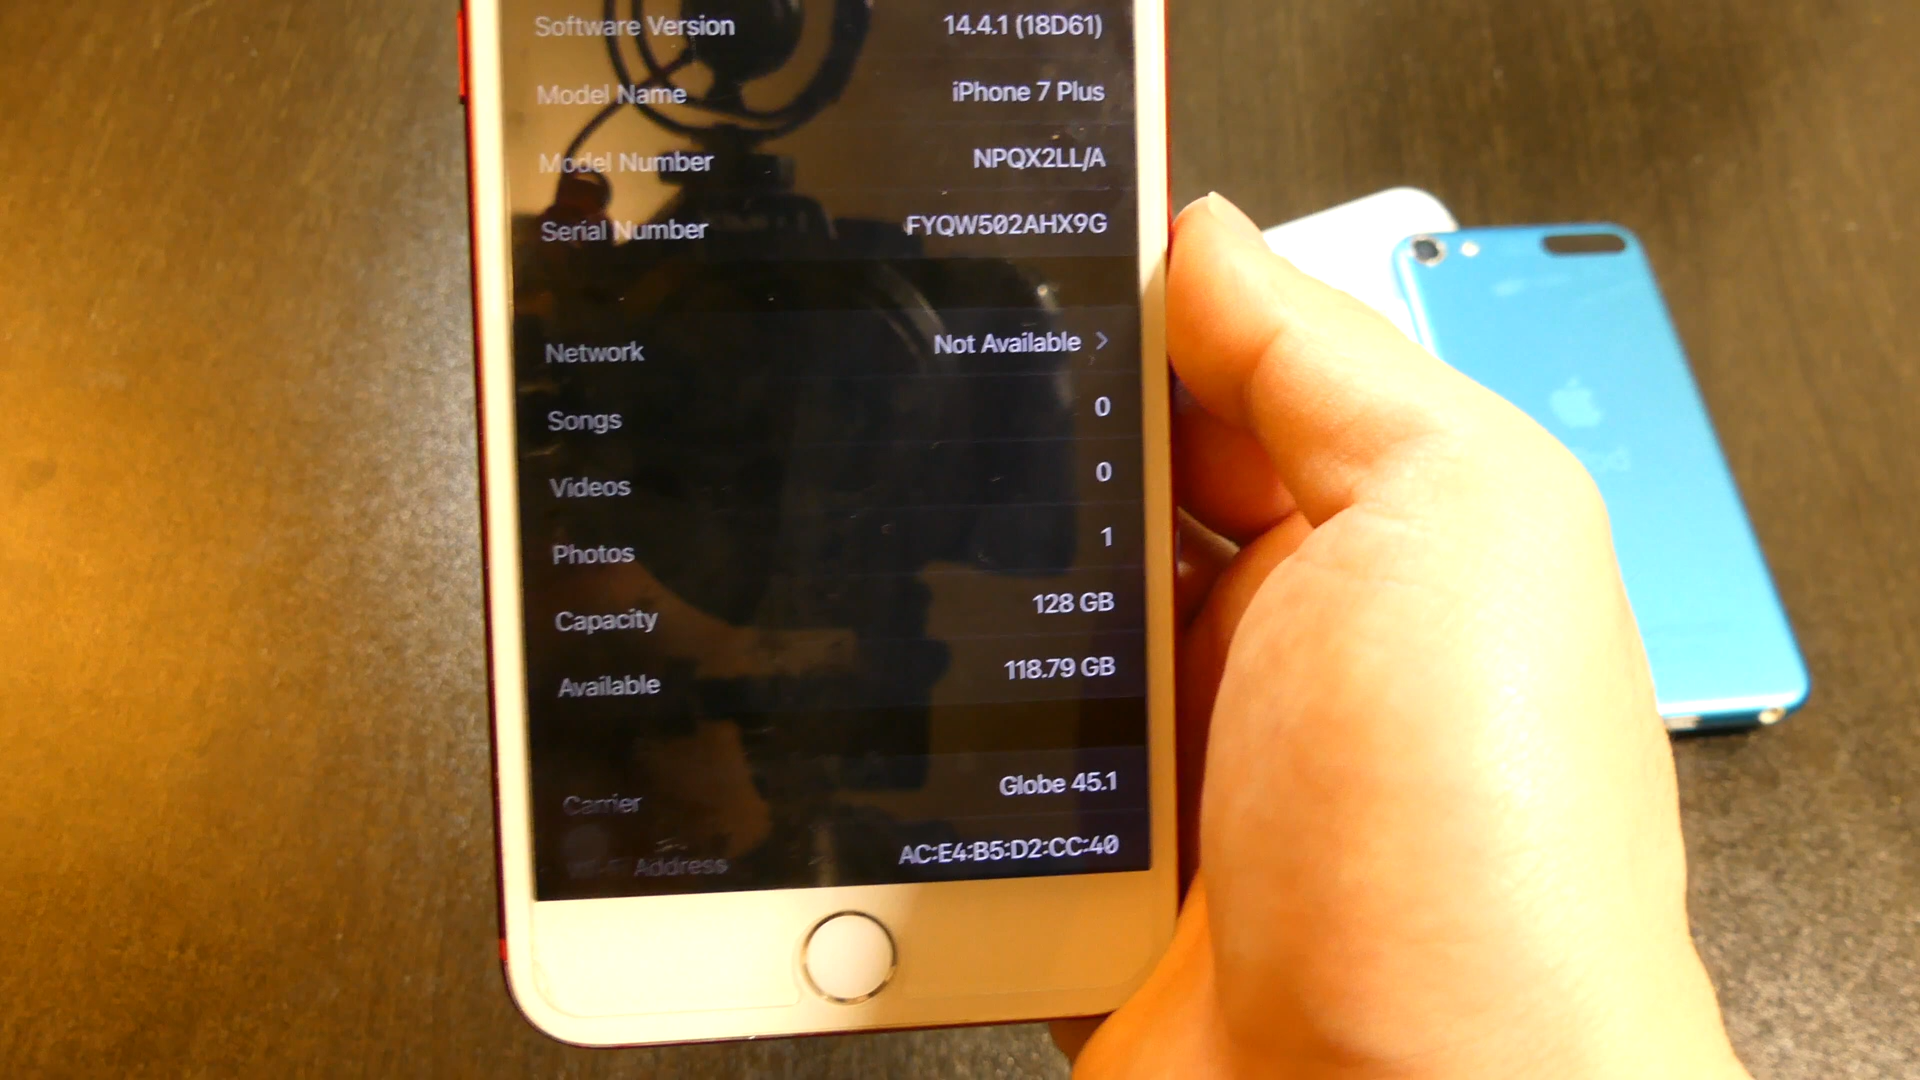 Software Version 14.4.1 (18D61)
Model Name iPhone 7 Plus
Model Number NPQX2LL/A
Serial Number FYQW502AHX9G
Network Not Available >
Songs 0
Videos 0
Photos 1
Capacity 128 GB
Available 118.79 GB
Carrier Globe 45.1
Wi-Fi Address AC:E4:B5:D2:CC:40
iPod